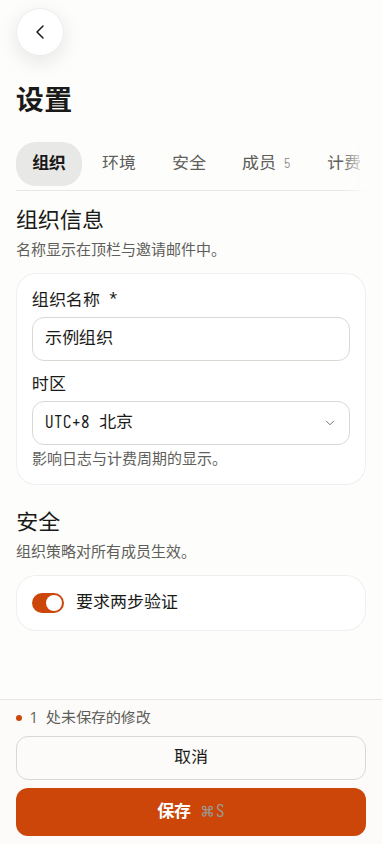 设置
组织 环境 安全 成员 5 计费
组织信息
名称显示在顶栏与邀请邮件中。
组织名称 *
示例组织
时区
UTC+8 北京
影响日志与计费周期的显示。
安全
组织策略对所有成员生效。
要求两步验证
1 处未保存的修改
取消
保存 ⌘S